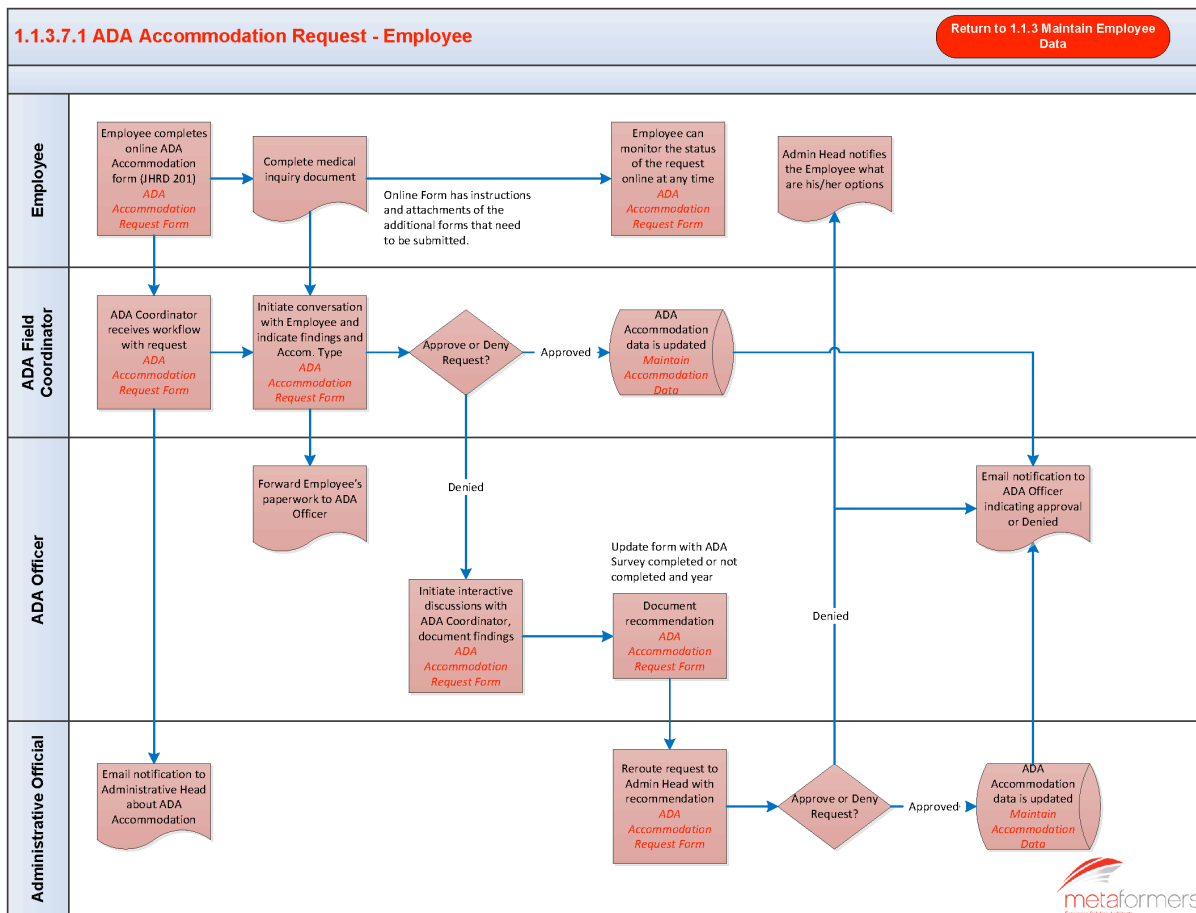 1.1.3.7.1 ADA Accommodation Request - Employee
Return to 1.1.3 Maintain Employee
Data
Employee
Employee completes
online ADA
Accommodation
form (JHRD 201)
ADA
Accommodation
Request Form
Complete medical
inquiry document
Online Form has instructions
and attachments of the
additional forms that need
to be submitted.
Employee can
monitor the status
of the request
online at any time
ADA
Accommodation
Request Form
Admin Head notifies
the Employee what
are his/her options
ADA Field
Coordinator
ADA Coordinator
receives workflow
with request
ADA
Accommodation
Request Form
Initiate conversation
with Employee and
indicate findings and
Accom. Type
ADA
Accommodation
Request Form
Approve or Deny
Request?
Approved
ADA
Accommodation
data is updated
Maintain
Accommodation
Data
ADA Officer
Forward Employee's
paperwork to ADA
Officer
Denied
Initiate interactive
discussions with
ADA Coordinator,
document findings
ADA
Accommodation
Request Form
Update form with ADA
Survey completed or not
completed and year
Document
recommendation
ADA
Accommodation
Request Form
Denied
Email notification to
ADA Officer
indicating approval
or Denied
Administrative Official
Email notification to
Administrative Head
about ADA
Accommodation
Reroute request to
Admin Head with
recommendation
ADA
Accommodation
Request Form
Approve or Deny
Request?
Approved
ADA
Accommodation
data is updated
Maintain
Accommodation
Data
metaformers